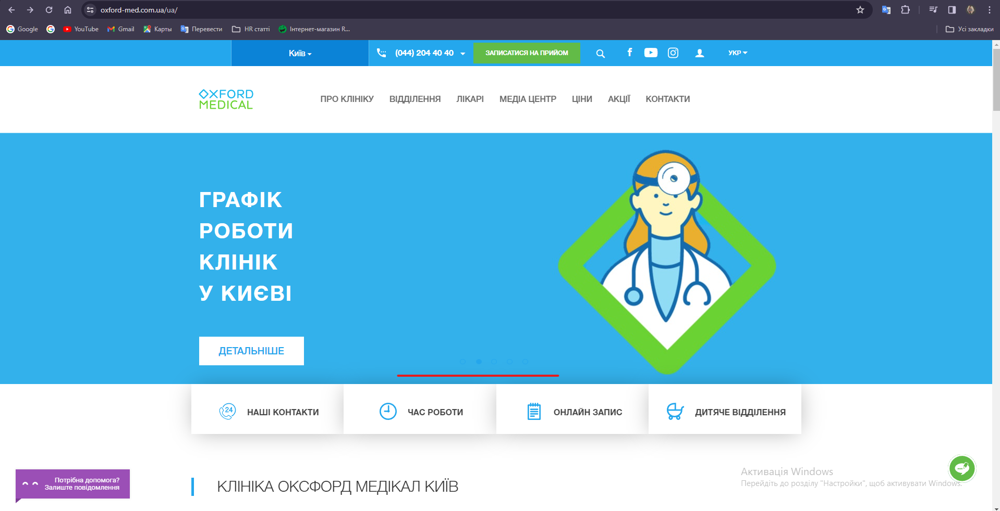 oxford-med.com.ua/ua/
Google
YouTube
Gmail
Карты
Перевести
HR статті
Інтернет-магазин R...
Усі закладки
Київ
(044) 204 40 40
ЗАПИСАТИСЯ НА ПРИЙОМ
УКР
OXFORD
MEDICAL
ПРО КЛІНІКУ
ВІДДІЛЕННЯ
ЛІКАРІ
МЕДІА ЦЕНТР
ЦІНИ
АКЦІЇ
КОНТАКТИ
ГРАФІК
РОБОТИ
КЛІНІК
У КИЄВІ
ДЕТАЛЬНІШЕ
24
НАШІ КОНТАКТИ
ЧАС РОБОТИ
ОНЛАЙН ЗАПИС
ДИТЯЧЕ ВІДДІЛЕННЯ
Потрібна допомога?
Залиште повідомлення
КЛІНІКА ОКСФОРД МЕДІКАЛ КИЇВ
Активація Windows
Перейдіть до розділу "Настройки", щоб активувати Windows.